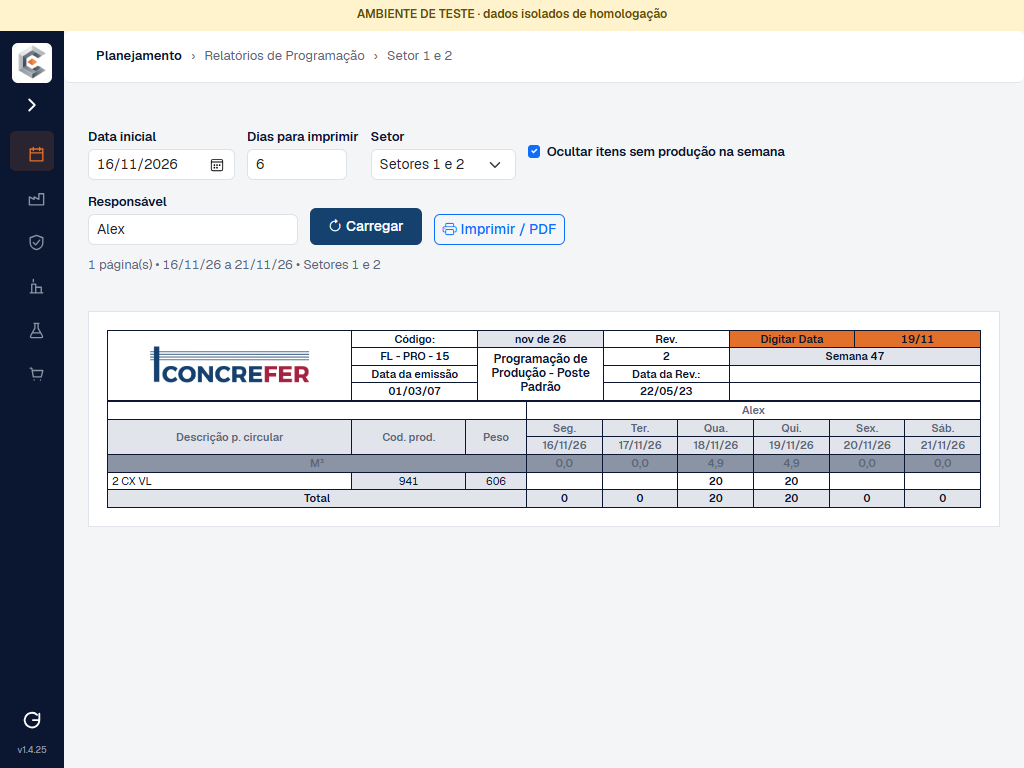 AMBIENTE DE TESTE · dados isolados de homologação
Planejamento › Relatórios de Programação › Setor 1 e 2
Data inicial Dias para imprimir Setor
16/11/2026 6 Setores 1 e 2
Ocultar itens sem produção na semana
Responsável
Alex Carregar Imprimir / PDF
1 página(s) • 16/11/26 a 21/11/26 • Setores 1 e 2
CONCREFER
Código: nov de 26 Rev. Digitar Data 19/11
FL - PRO - 15 Programação de Produção - Poste Padrão 2 Semana 47
Data da emissão Data da Rev.:
01/03/07 22/05/23
Alex
Descrição p. circular Cod. prod. Peso Seg. Ter. Qua. Qui. Sex. Sáb.
16/11/26 17/11/26 18/11/26 19/11/26 20/11/26 21/11/26
M³ 0,0 0,0 4,9 4,9 0,0 0,0
2 CX VL 941 606 20 20
Total 0 0 20 20 0 0
v1.4.25